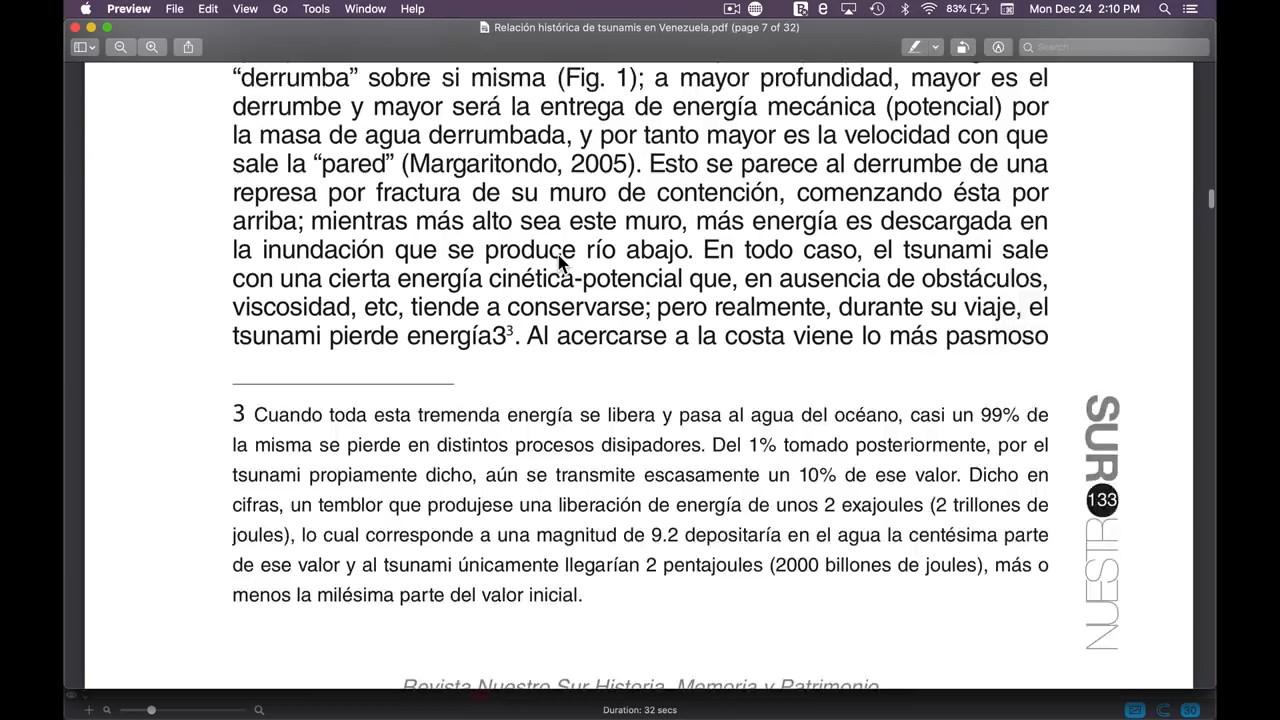 Preview File Edit View Go Tools Window Help 83% Mon Dec 24 2:10 PM
Relación histórica de tsunamis en Venezuela.pdf (page 7 of 32)
Search
“derrumba” sobre si misma (Fig. 1); a mayor profundidad, mayor es el
derrumbe y mayor será la entrega de energía mecánica (potencial) por
la masa de agua derrumbada, y por tanto mayor es la velocidad con que
sale la “pared” (Margaritondo, 2005). Esto se parece al derrumbe de una
represa por fractura de su muro de contención, comenzando ésta por
arriba; mientras más alto sea este muro, más energía es descargada en
la inundación que se produce río abajo. En todo caso, el tsunami sale
con una cierta energía cinética-potencial que, en ausencia de obstáculos,
viscosidad, etc, tiende a conservarse; pero realmente, durante su viaje, el
tsunami pierde energía3³. Al acercarse a la costa viene lo más pasmoso
3 Cuando toda esta tremenda energía se libera y pasa al agua del océano, casi un 99% de
la misma se pierde en distintos procesos disipadores. Del 1% tomado posteriormente, por el
tsunami propiamente dicho, aún se transmite escasamente un 10% de ese valor. Dicho en
cifras, un temblor que produjese una liberación de energía de unos 2 exajoules (2 trillones de
joules), lo cual corresponde a una magnitud de 9.2 depositaría en el agua la centésima parte
de ese valor y al tsunami únicamente llegarían 2 pentajoules (2000 billones de joules), más o
menos la milésima parte del valor inicial.
NUESTRO
133
SUR
Revista Nuestro Sur Historia, Memoria y Patrimonio
Duration: 32 secs
30